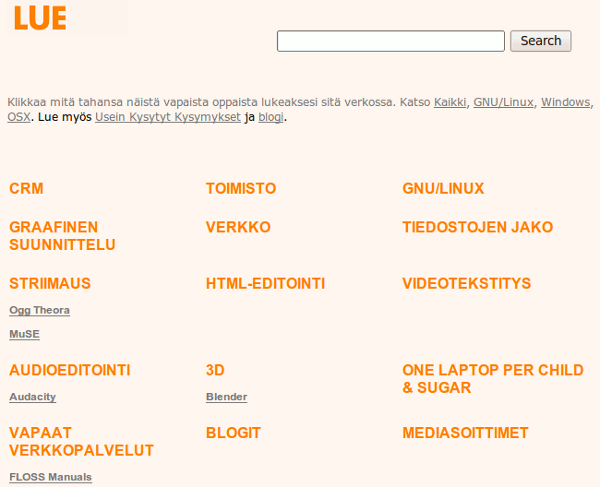 LUE
Search
Klikkaa mitä tahansa näistä vapaista oppaista lukeaksesi sitä verkossa. Katso Kaikki, GNU/Linux, Windows,
OSX. Lue myös Usein Kysytyt Kysymykset ja blogi.
CRM
TOIMISTO
GNU/LINUX
GRAAFINEN
SUUNNITTELU
VERKKO
TIEDOSTOJEN JAKO
STRIIMAUS
Ogg Theora
MuSE
HTML-EDITOINTI
VIDEOTEKSTITYS
AUDIOEDITOINTI
Audacity
3D
Blender
ONE LAPTOP PER CHILD
& SUGAR
VAPAAT
VERKKOPALVELUT
FLOSS Manuals
BLOGIT
MEDIASOITTIMET